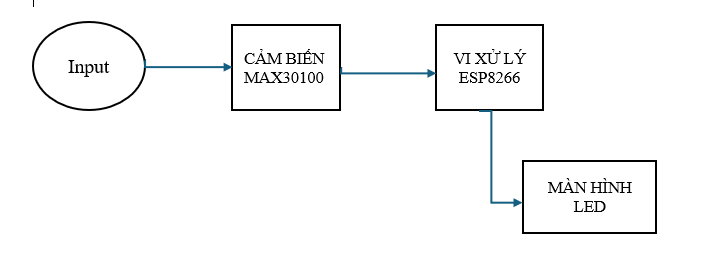 Input
CẢM BIẾN
MAX30100
VI XỬ LÝ
ESP8266
MÀN HÌNH
LED